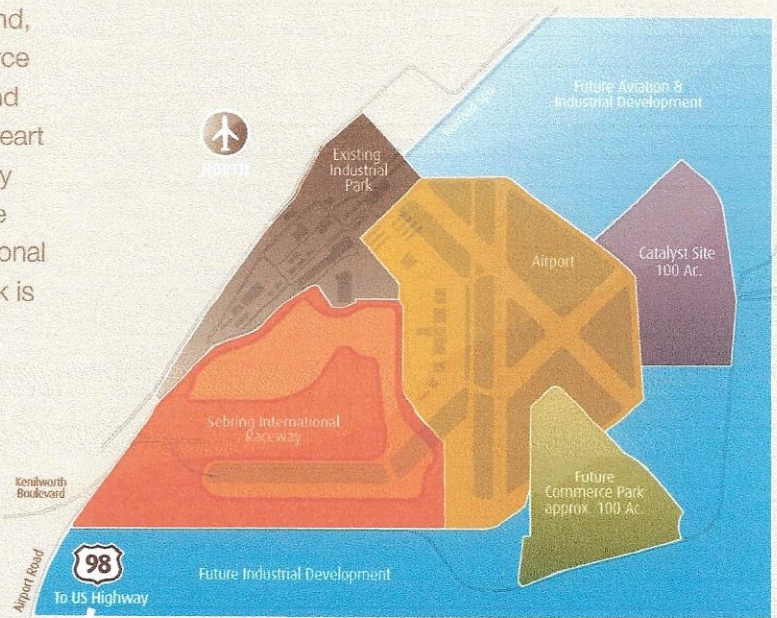 nd,
rce
nd
eart
y
e
onal
k is
NORTH
Future Aviation &
Industrial Development
Existing
Industrial
Park
Airport
Catalyst Site
100 Ac.
Sebring International
Raceway
Kenilworth
Boulevard
Future
Commerce Park
approx. 100 Ac.
Airport Road
98
To US Highway
Future Industrial Development